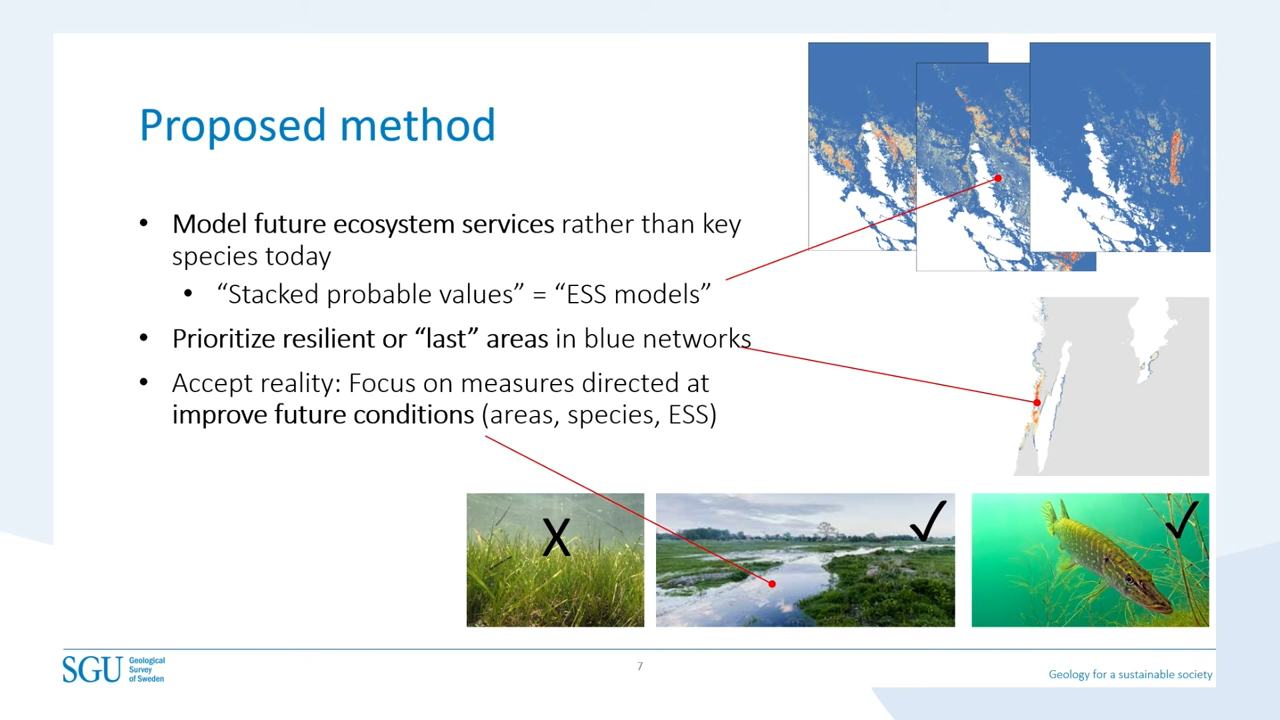 Proposed method
• Model future ecosystem services rather than key
species today
• “Stacked probable values” = “ESS models”
• Prioritize resilient or “last” areas in blue networks
• Accept reality: Focus on measures directed at
improve future conditions (areas, species, ESS)
X
✓
✓
SGU Geological
Survey
of Sweden
7
Geology for a sustainable society